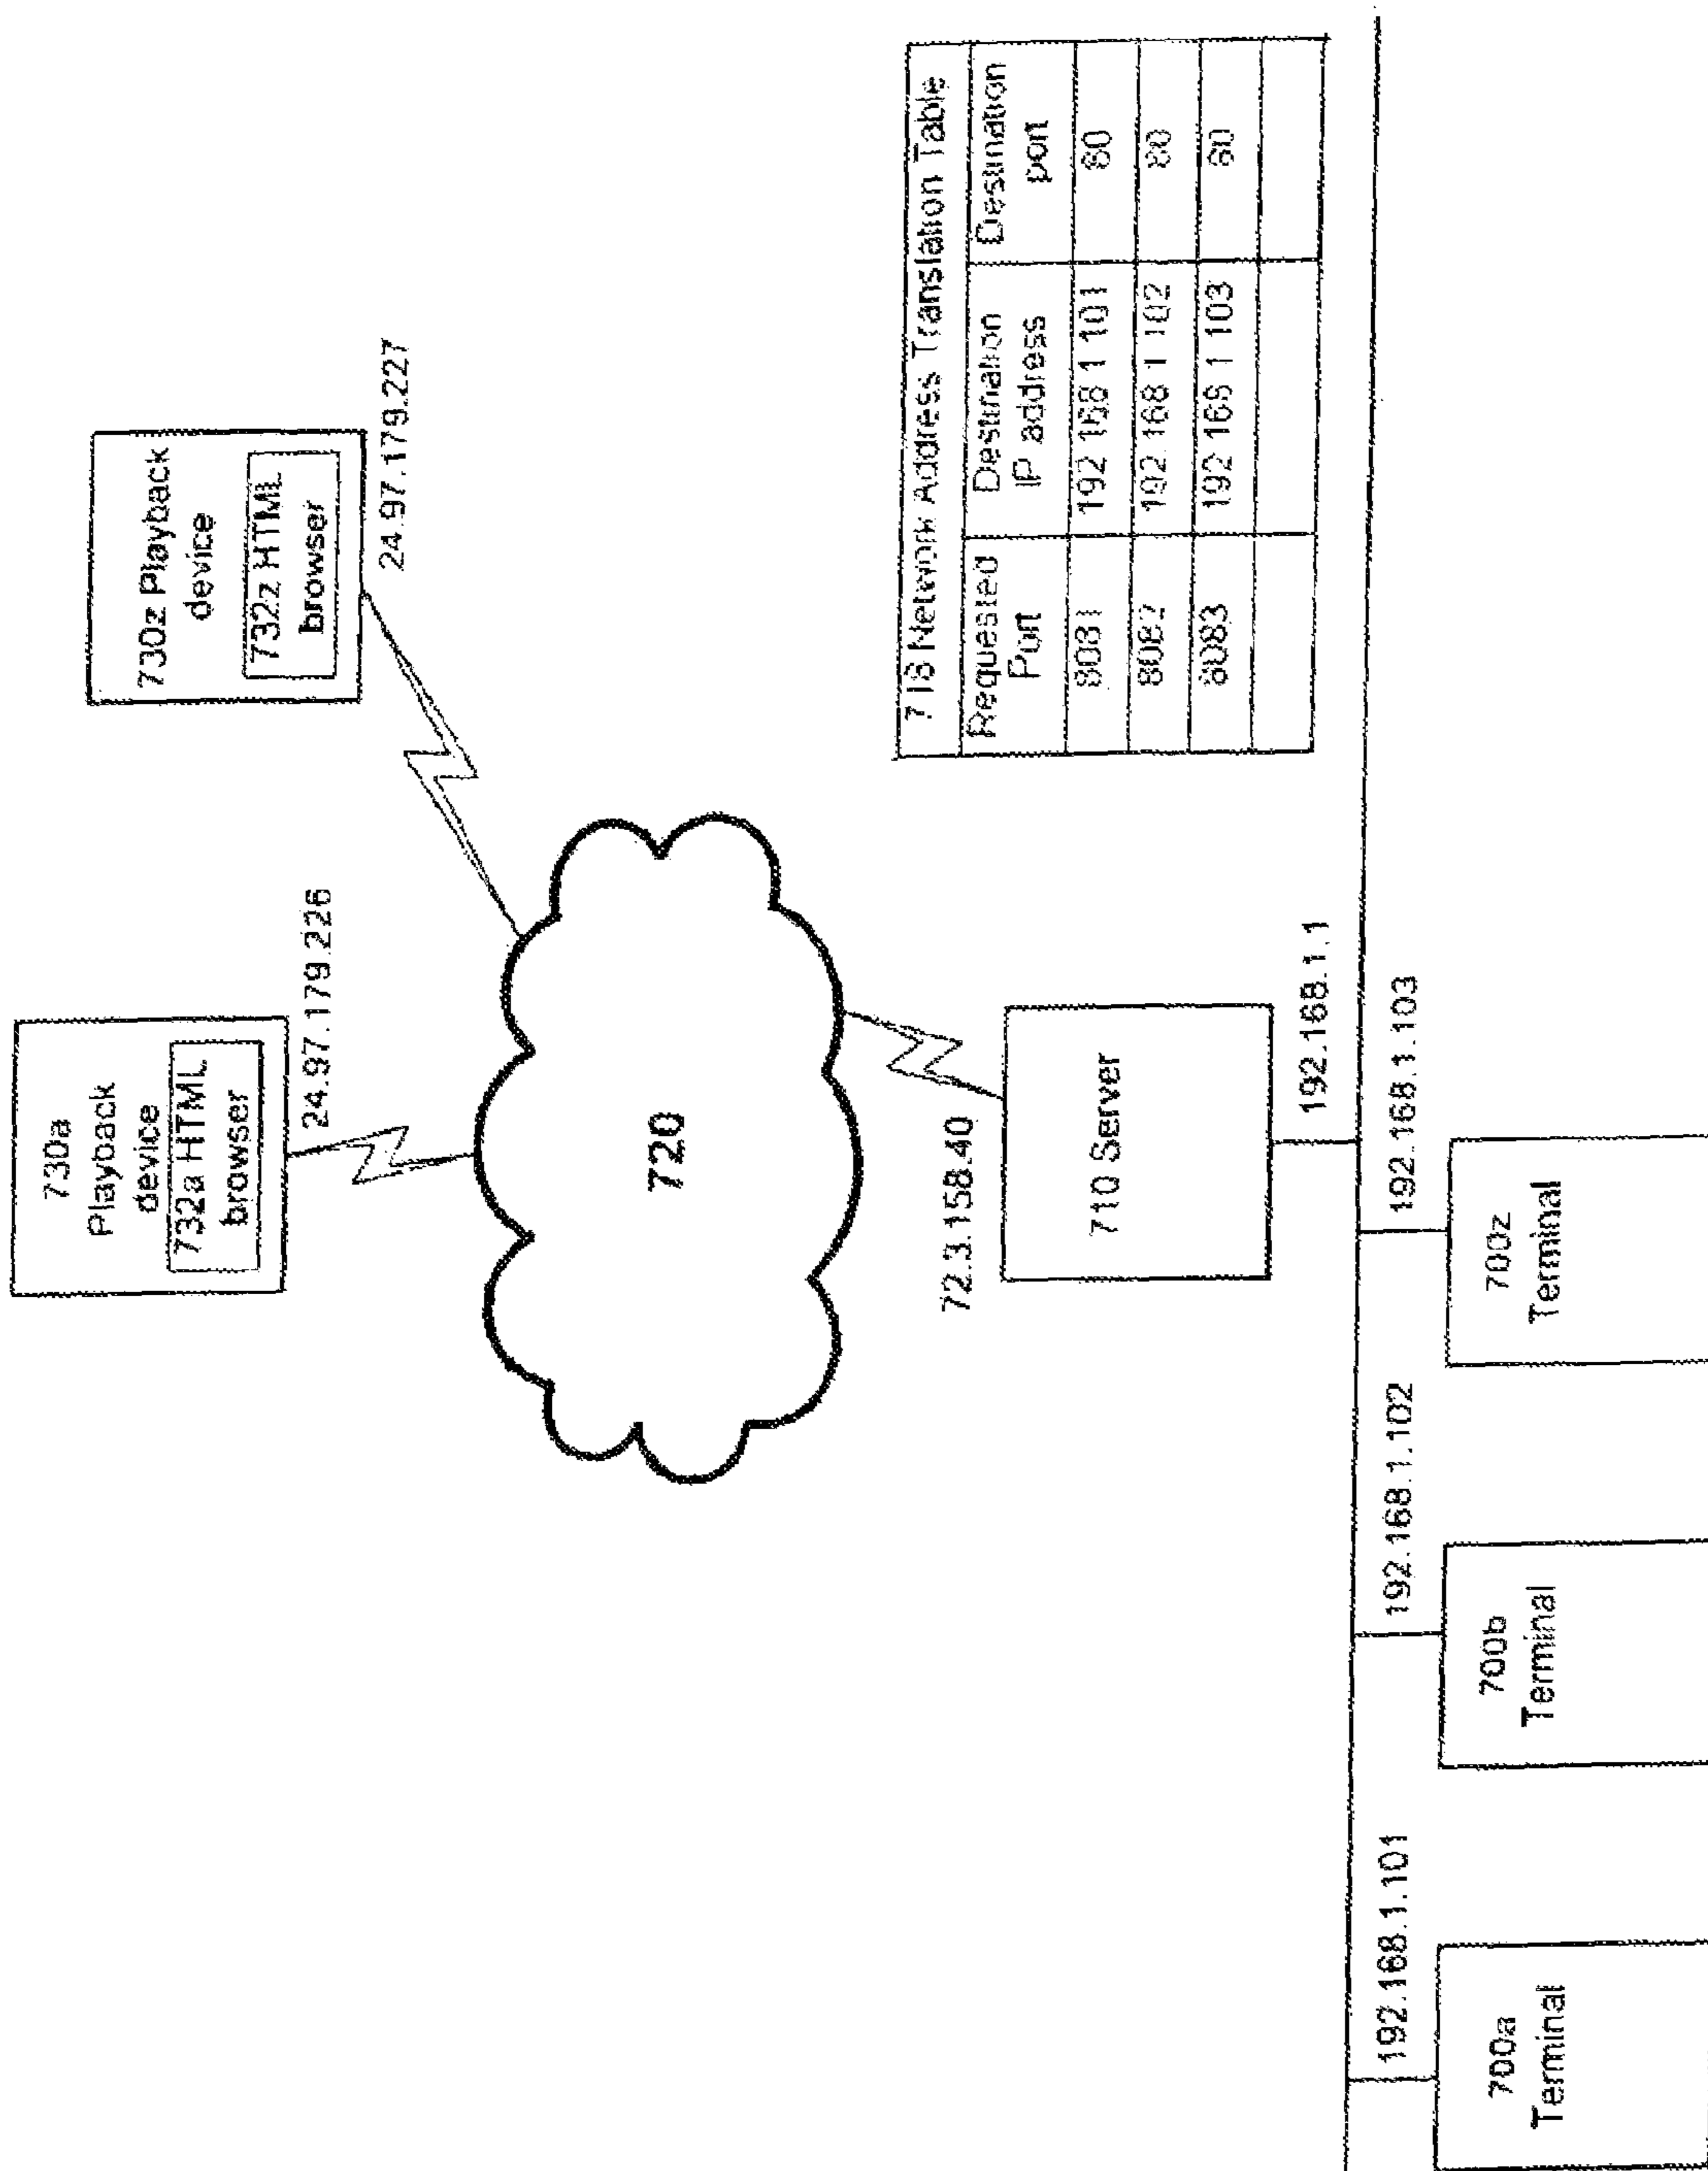 730a
Playback
device
732a HTML
browser
24.97.179.226
730z Playback
device
732z HTML
browser
24.97.179.227
720
72.3.158.40
710 Server
192.168.1.1
718 Network Address Translation Table
Requested Port
Destination IP address
Destination port
8081 192 168 1 101 80
8082 192.168 1 102 80
8083 192 168 1 103 80
192.168.1.101
192.168.1.102
192.168.1.103
700a
Terminal
700b
Terminal
700z
Terminal